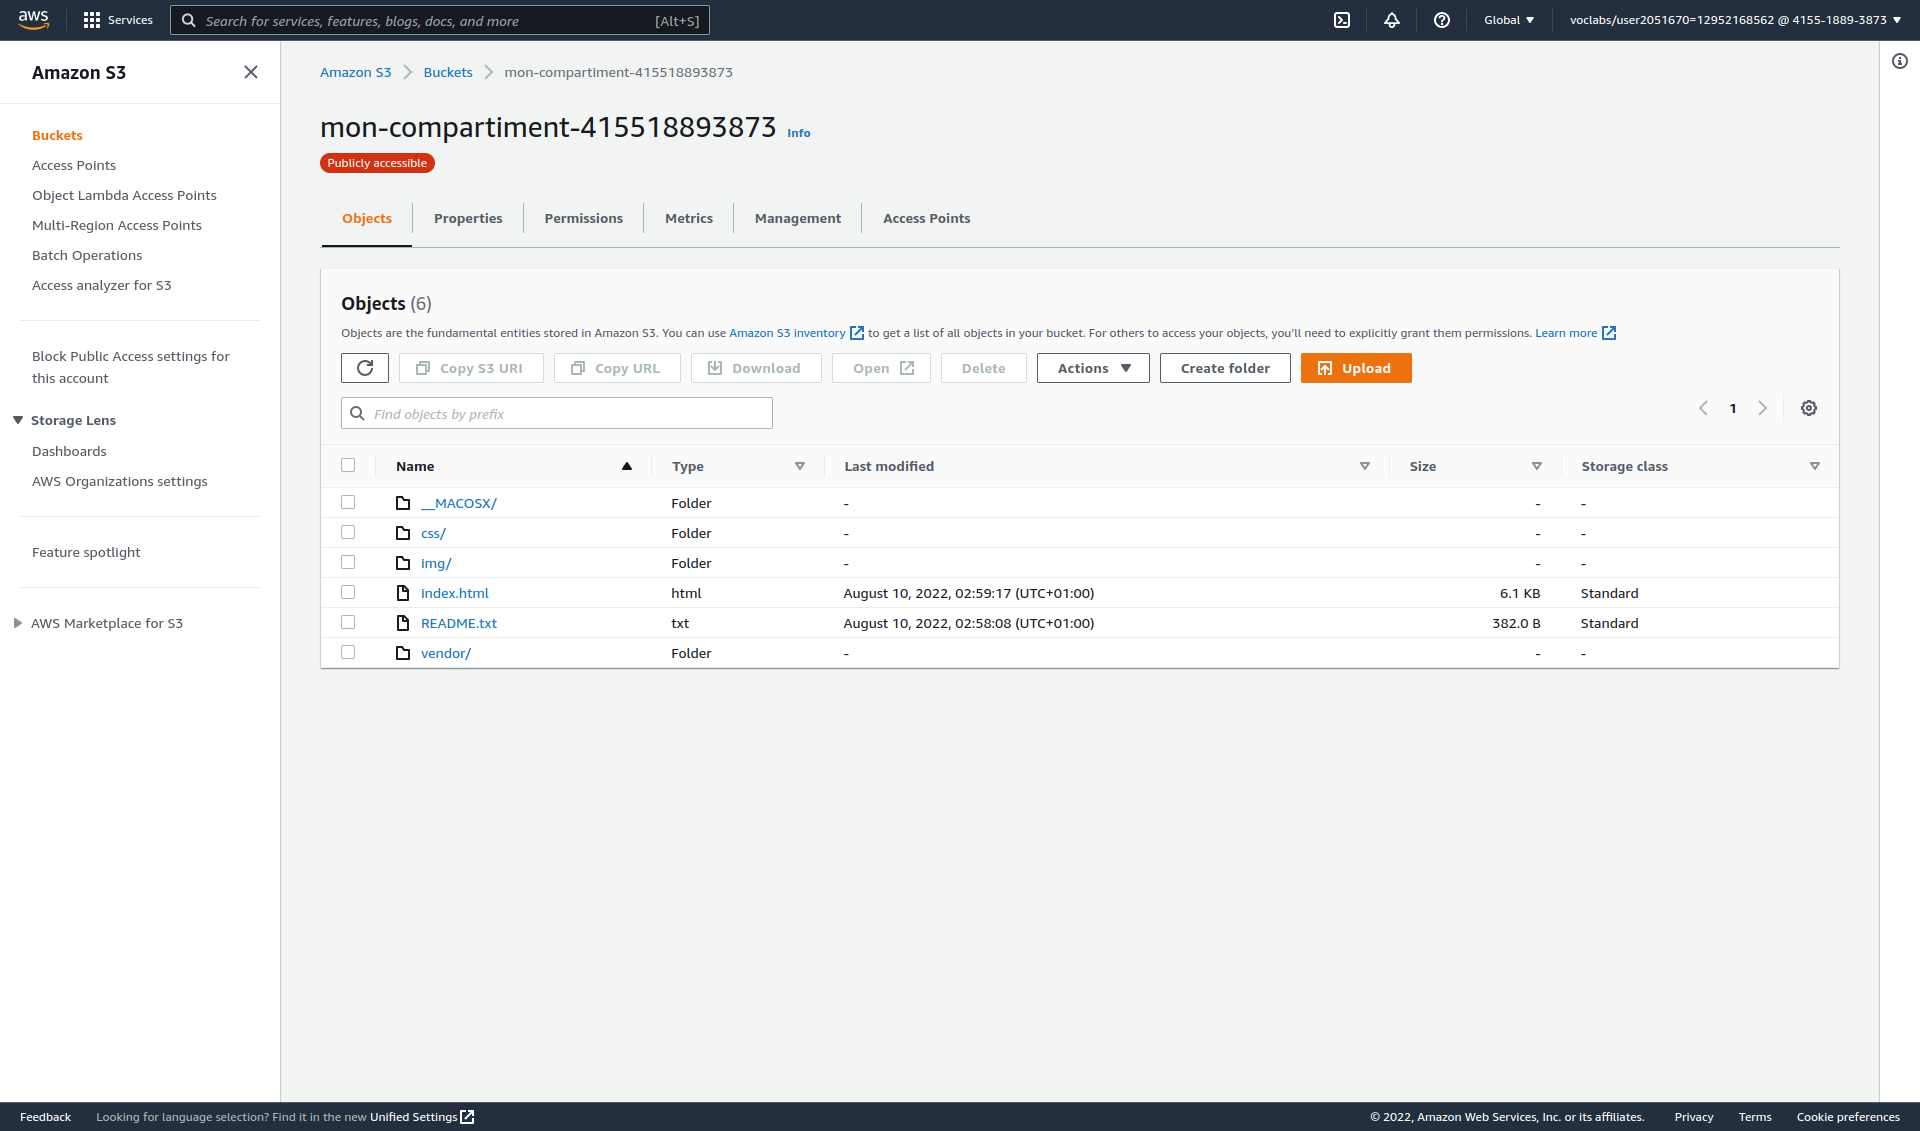 aws Services Search for services, features, blogs, docs, and more [Alt+S] Global voclabs/user2051670=12952168562 @ 4155-1889-3873
Amazon S3
Buckets
Access Points
Object Lambda Access Points
Multi-Region Access Points
Batch Operations
Access analyzer for S3
Block Public Access settings for
this account
Storage Lens
Dashboards
AWS Organizations settings
Feature spotlight
AWS Marketplace for S3
Amazon S3 Buckets mon-compartiment-415518893873
mon-compartiment-415518893873 Info
Publicly accessible
Objects Properties Permissions Metrics Management Access Points
Objects (6)
Objects are the fundamental entities stored in Amazon S3. You can use Amazon S3 inventory to get a list of all objects in your bucket. For others to access your objects, you'll need to explicitly grant them permissions. Learn more
Copy S3 URI Copy URL Download Open Delete Actions Create folder Upload
Find objects by prefix 1
Name Type Last modified Size Storage class
__MACOSX/ Folder - - -
css/ Folder - - -
img/ Folder - - -
index.html html August 10, 2022, 02:59:17 (UTC+01:00) 6.1 KB Standard
README.txt txt August 10, 2022, 02:58:08 (UTC+01:00) 382.0 B Standard
vendor/ Folder - - -
Feedback Looking for language selection? Find it in the new Unified Settings © 2022, Amazon Web Services, Inc. or its affiliates. Privacy Terms Cookie preferences